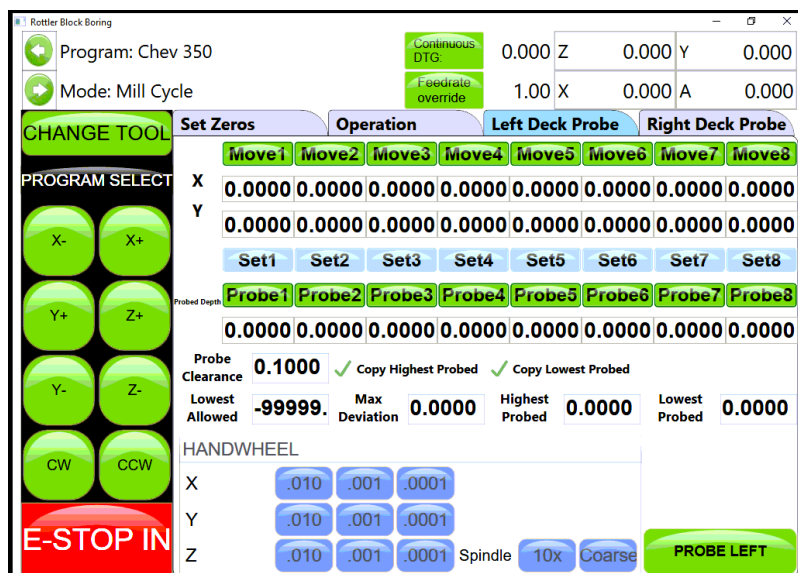 Rottler Block Boring
Program: Chev 350
Continuous DTG: 0.000 Z 0.000 Y 0.000
Mode: Mill Cycle
Feedrate override 1.00 X 0.000 A 0.000
CHANGE TOOL
PROGRAM SELECT
X- X+
Y+ Z+
Y- Z-
CW CCW
E-STOP IN
Set Zeros Operation Left Deck Probe Right Deck Probe
Move1 Move2 Move3 Move4 Move5 Move6 Move7 Move8
X 0.0000 0.0000 0.0000 0.0000 0.0000 0.0000 0.0000 0.0000
Y 0.0000 0.0000 0.0000 0.0000 0.0000 0.0000 0.0000 0.0000
Set1 Set2 Set3 Set4 Set5 Set6 Set7 Set8
Probed Depth Probe1 Probe2 Probe3 Probe4 Probe5 Probe6 Probe7 Probe8
0.0000 0.0000 0.0000 0.0000 0.0000 0.0000 0.0000 0.0000
Probe Clearance 0.1000 Copy Highest Probed Copy Lowest Probed
Lowest Allowed -99999. Max Deviation 0.0000 Highest Probed 0.0000 Lowest Probed 0.0000
HANDWHEEL
X .010 .001 .0001
Y .010 .001 .0001
Z .010 .001 .0001 Spindle 10x Coarse
PROBE LEFT